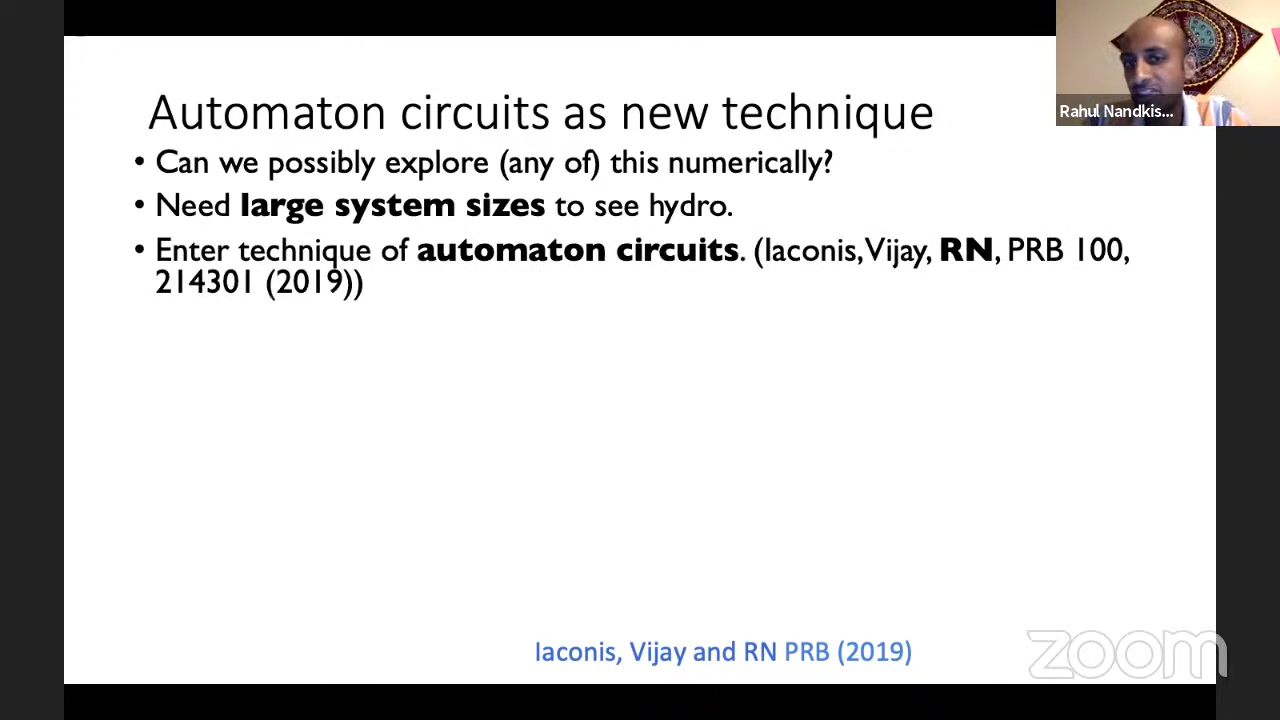 Automaton circuits as new technique
Rahul Nandkis...
• Can we possibly explore (any of) this numerically?
• Need large system sizes to see hydro.
• Enter technique of automaton circuits. (Iaconis, Vijay, RN, PRB 100,
214301 (2019))
Iaconis, Vijay and RN PRB (2019)
zoom